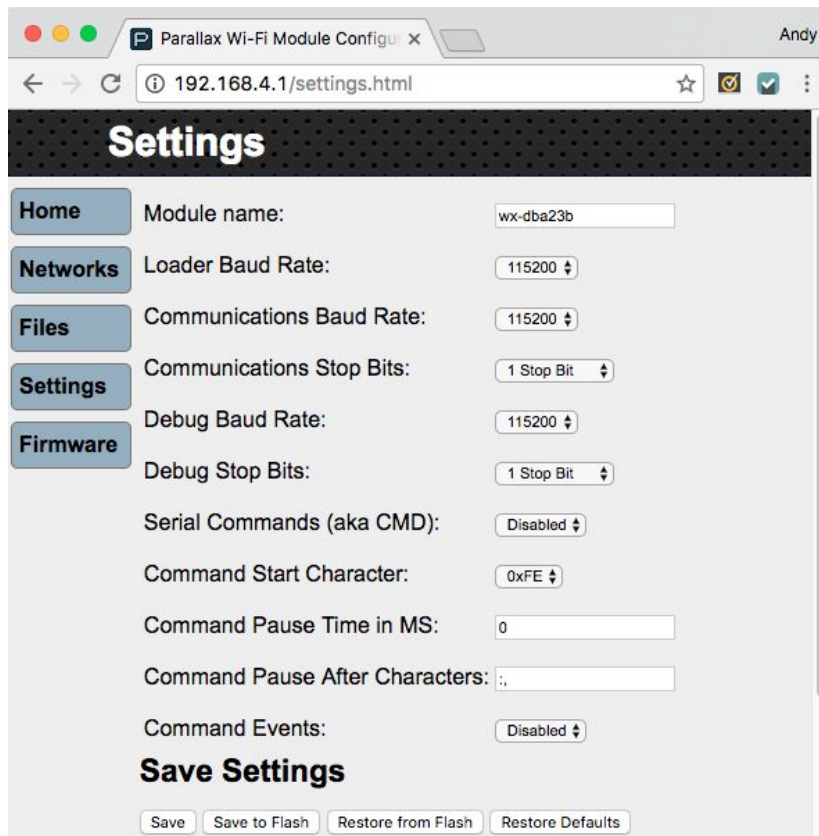 Parallax Wi-Fi Module Configu
Andy
192.168.4.1/settings.html
Settings
Home
Networks
Files
Settings
Firmware
Module name: wx-dba23b
Loader Baud Rate: 115200
Communications Baud Rate: 115200
Communications Stop Bits: 1 Stop Bit
Debug Baud Rate: 115200
Debug Stop Bits: 1 Stop Bit
Serial Commands (aka CMD): Disabled
Command Start Character: 0xFE
Command Pause Time in MS: 0
Command Pause After Characters: :,
Command Events: Disabled
Save Settings
Save Save to Flash Restore from Flash Restore Defaults